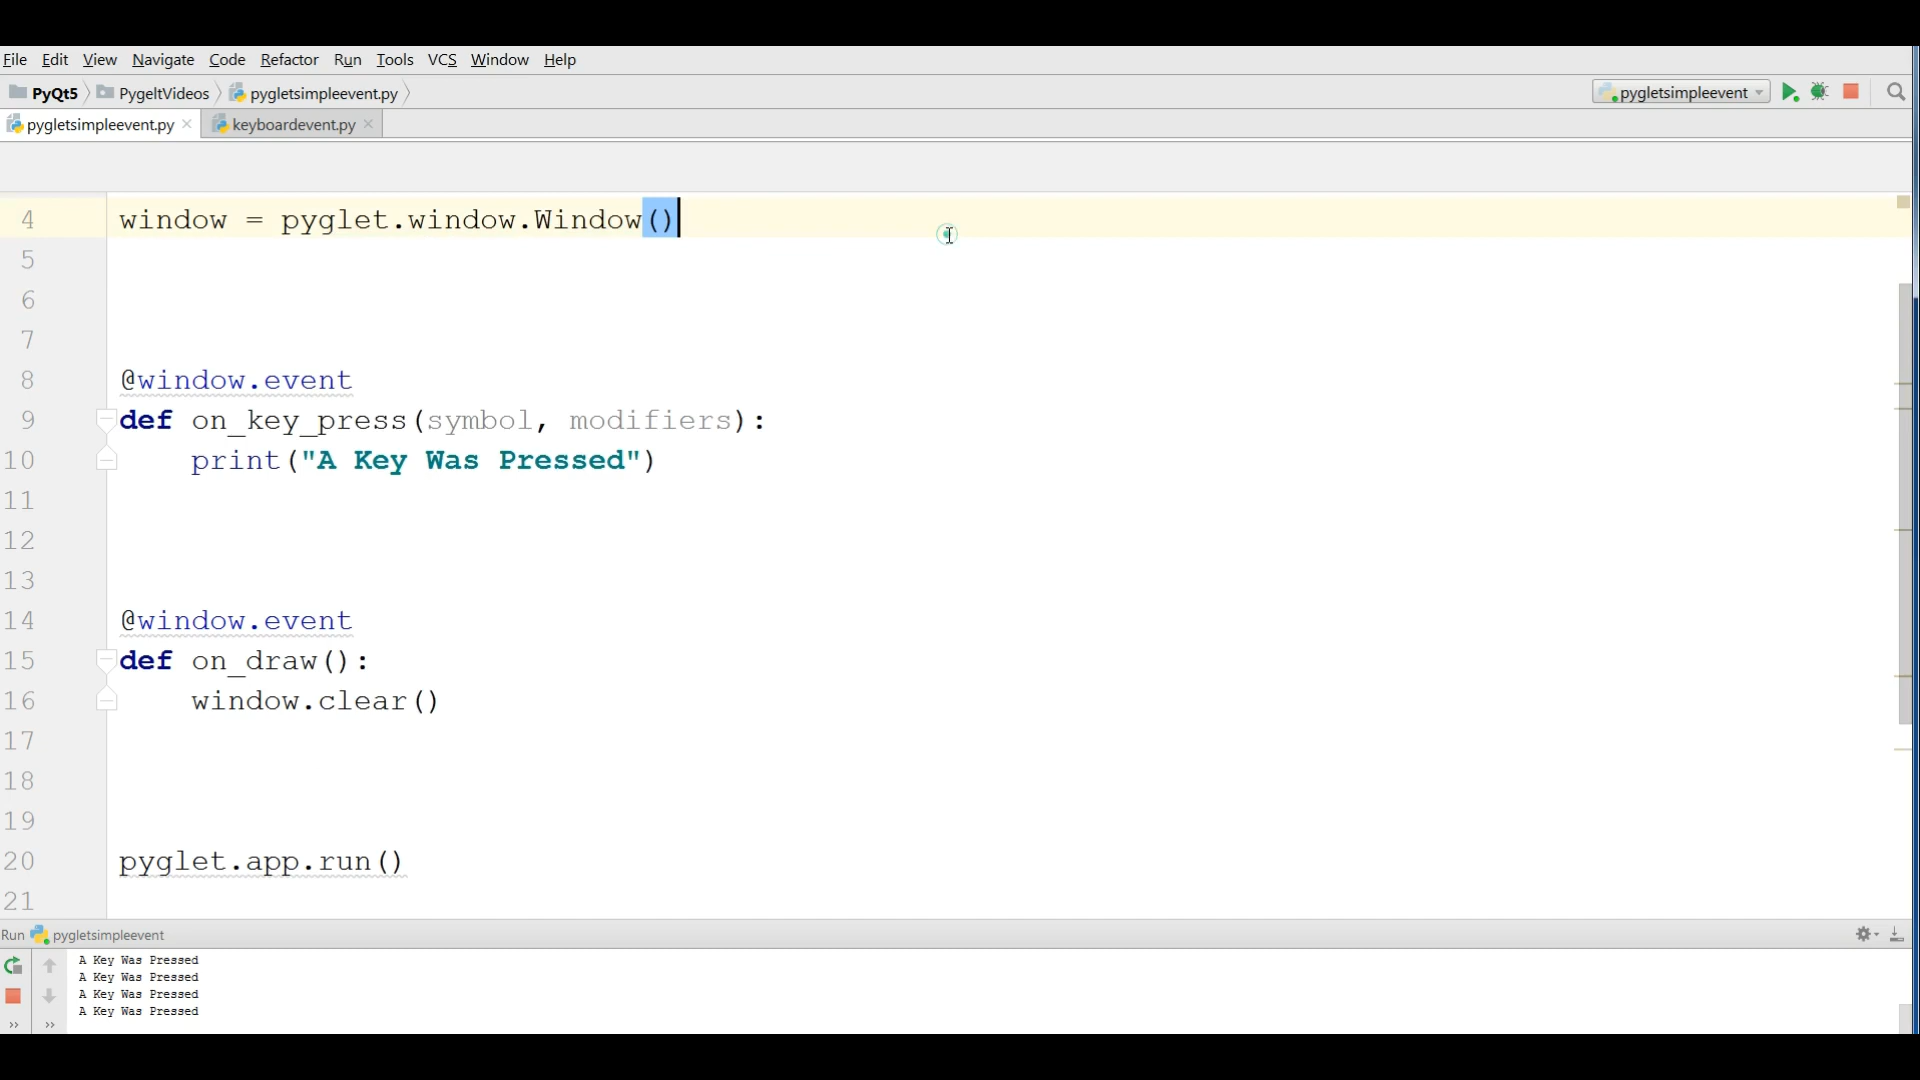 File Edit View Navigate Code Refactor Run Tools VCS Window Help
PyQt5 PygeltVideos pygletsimpleevent.py pygletsimpleevent
pygletsimpleevent.py keyboardevent.py
4 window = pyglet.window.Window()
5
6
7
8 @window.event
9 def on_key_press(symbol, modifiers):
10 print("A Key Was Pressed")
11
12
13
14 @window.event
15 def on_draw():
16 window.clear()
17
18
19
20 pyglet.app.run()
21
Run pygletsimpleevent
A Key Was Pressed
A Key Was Pressed
A Key Was Pressed
A Key Was Pressed